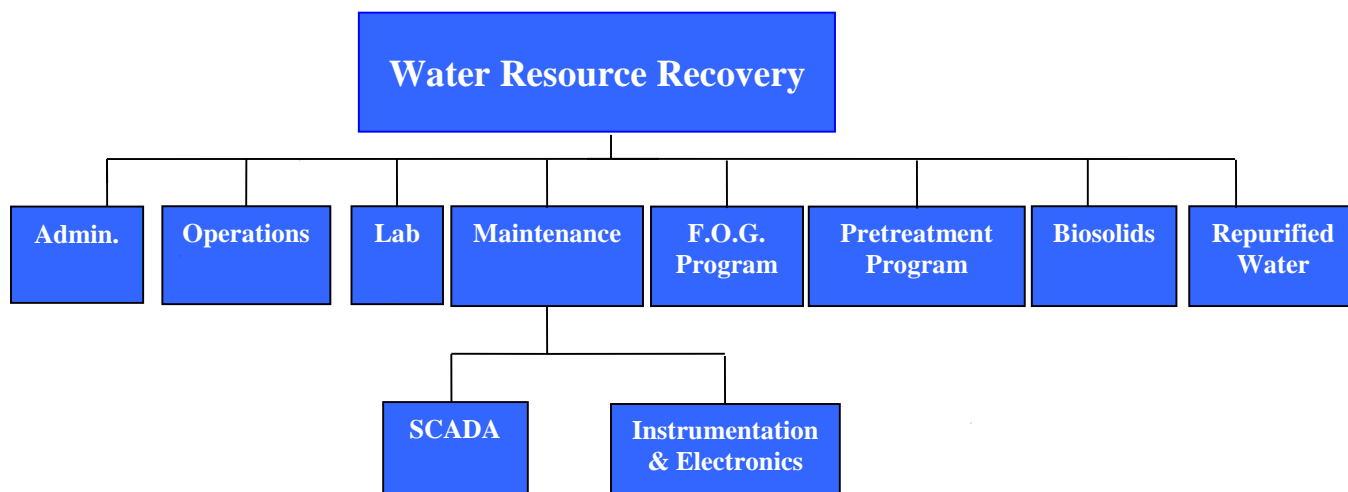 Water Resource Recovery
Admin.
Operations
Lab
Maintenance
F.O.G.
Program
Pretreatment
Program
Biosolids
Repurified
Water
SCADA
Instrumentation
& Electronics